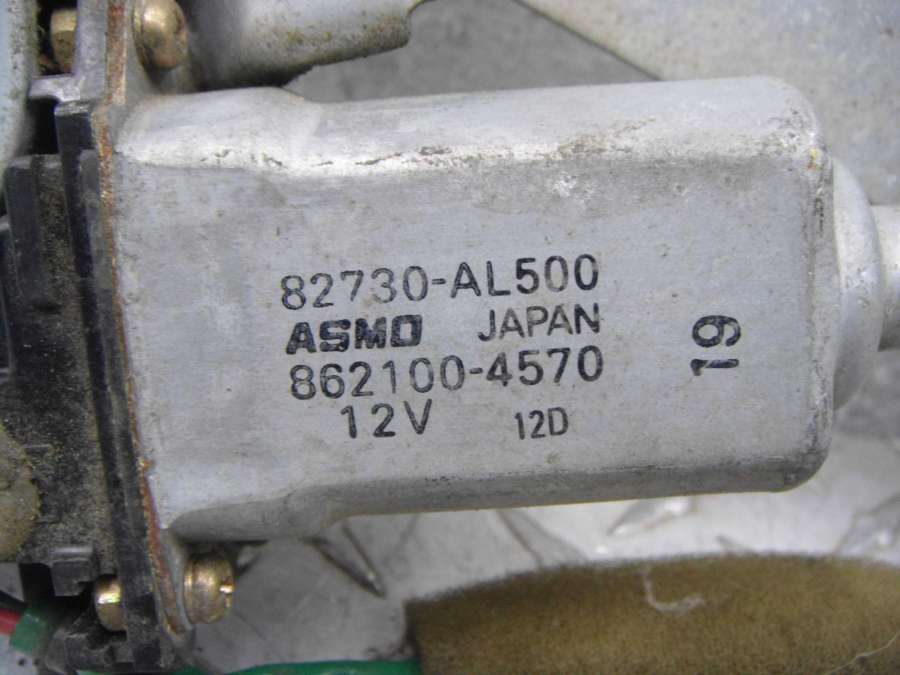 82730-AL500
ASMO JAPAN
862100-4570
12V 12D
19